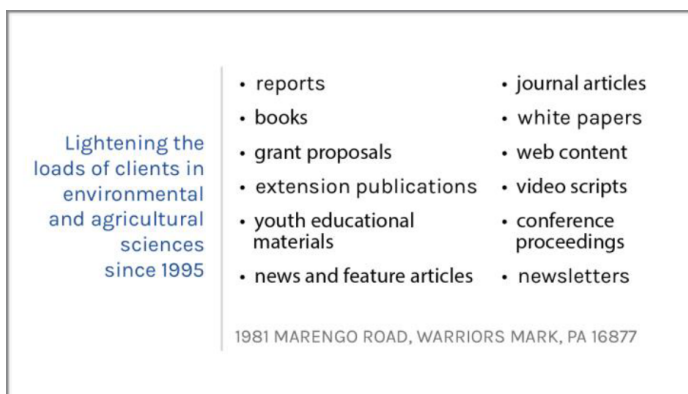 Lightening the
loads of clients in
environmental
and agricultural
sciences
since 1995
• reports
• books
• grant proposals
• extension publications
• youth educational
materials
• news and feature articles
• journal articles
• white papers
• web content
• video scripts
• conference
proceedings
• newsletters
1981 MARENGO ROAD, WARRIORS MARK, PA 16877